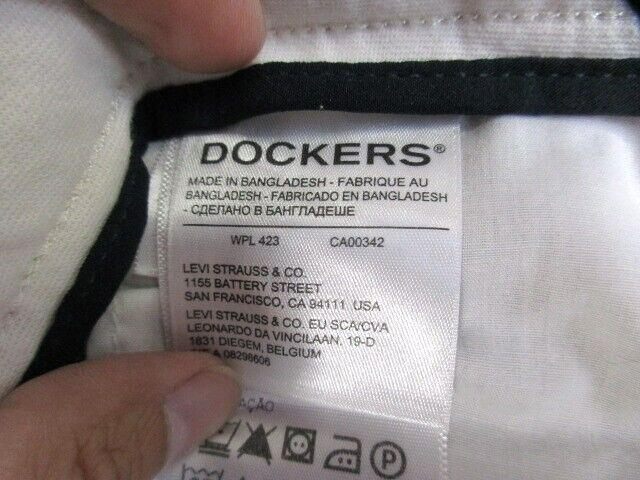 DOCKERS®
MADE IN BANGLADESH - FABRIQUE AU
BANGLADESH - FABRICADO EN BANGLADESH
- СДЕЛАНО В БАНГЛАДЕШЕ
WPL 423 CA00342
LEVI STRAUSS & CO.
1155 BATTERY STREET
SAN FRANCISCO, CA 94111 USA
LEVI STRAUSS & CO. EU SCA/CVA
LEONARDO DA VINCILAAN, 19-D
1831 DIEGEM, BELGIUM
A 08298606
P